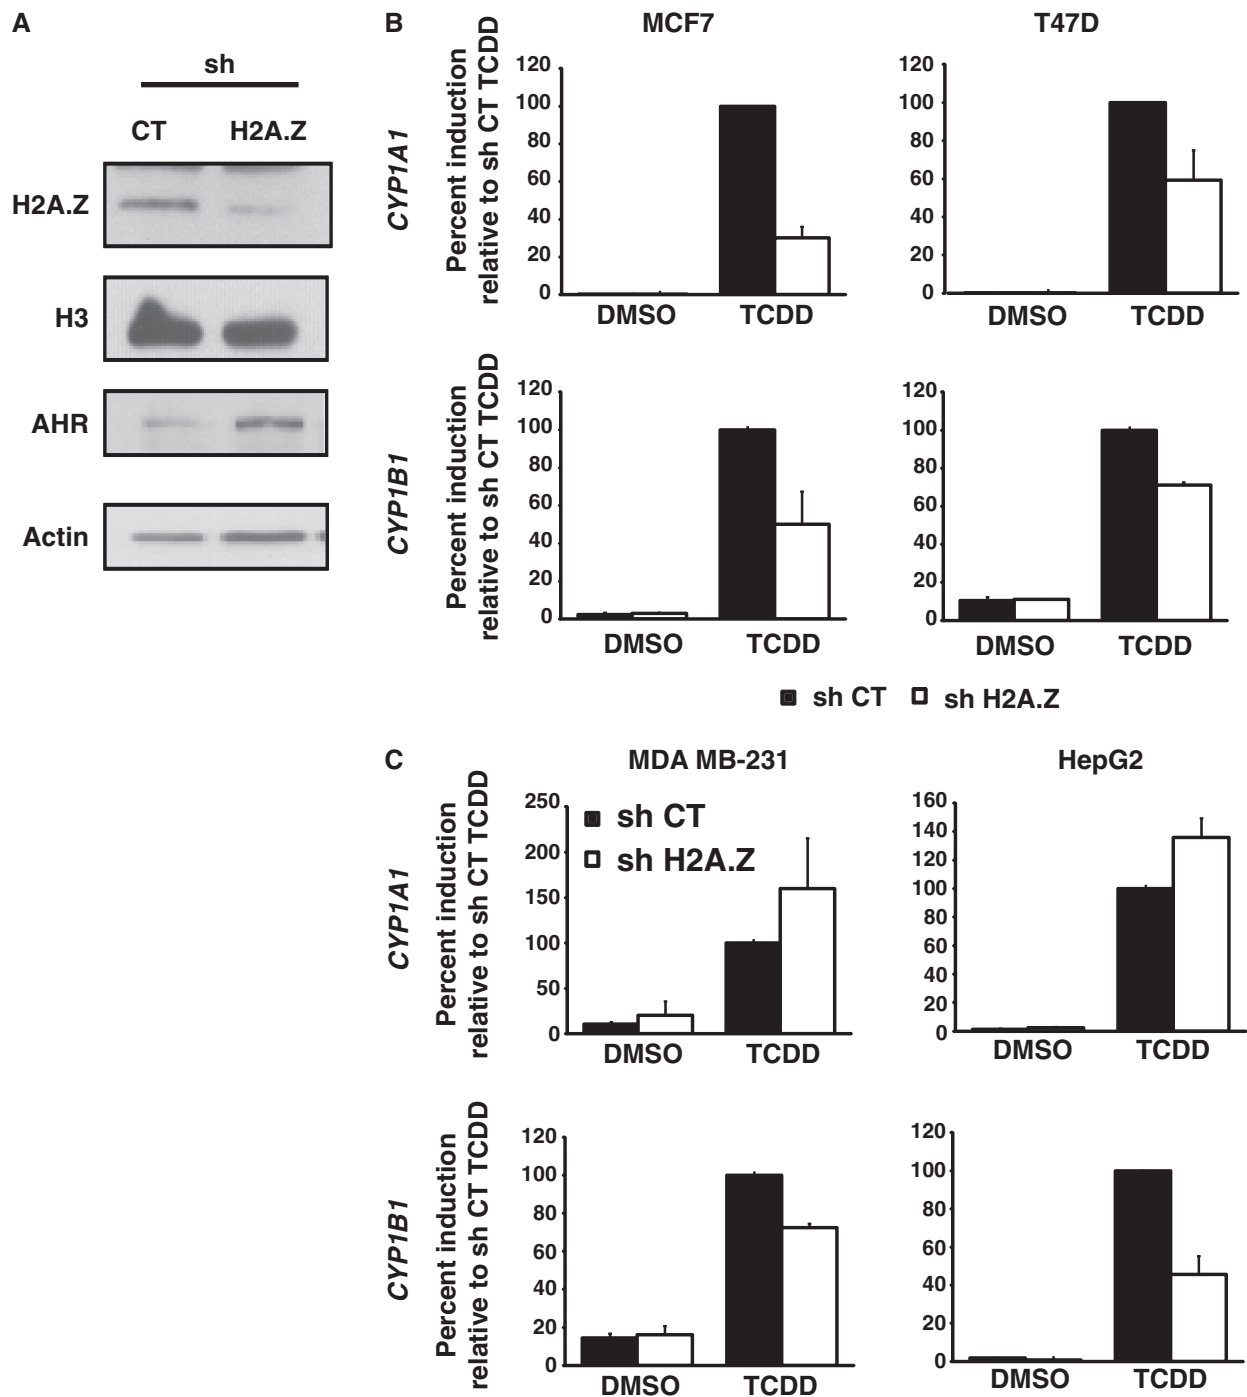 A
sh
CT H2A.Z
H2A.Z
H3
AHR
Actin
B
MCF7
T47D
CYP1A1
Percent induction
relative to sh CT TCDD
120
100
80
60
40
20
0
DMSO TCDD
120
100
80
60
40
20
0
DMSO TCDD
CYP1B1
Percent induction
relative to sh CT TCDD
120
100
80
60
40
20
0
DMSO TCDD
120
100
80
60
40
20
0
DMSO TCDD
sh CT sh H2A.Z
C
MDA MB-231
HepG2
CYP1A1
Percent induction
relative to sh CT TCDD
250
200
150
100
50
0
sh CT
sh H2A.Z
DMSO TCDD
160
140
120
100
80
60
40
20
0
DMSO TCDD
CYP1B1
Percent induction
relative to sh CT TCDD
120
100
80
60
40
20
0
DMSO TCDD
120
100
80
60
40
20
0
DMSO TCDD